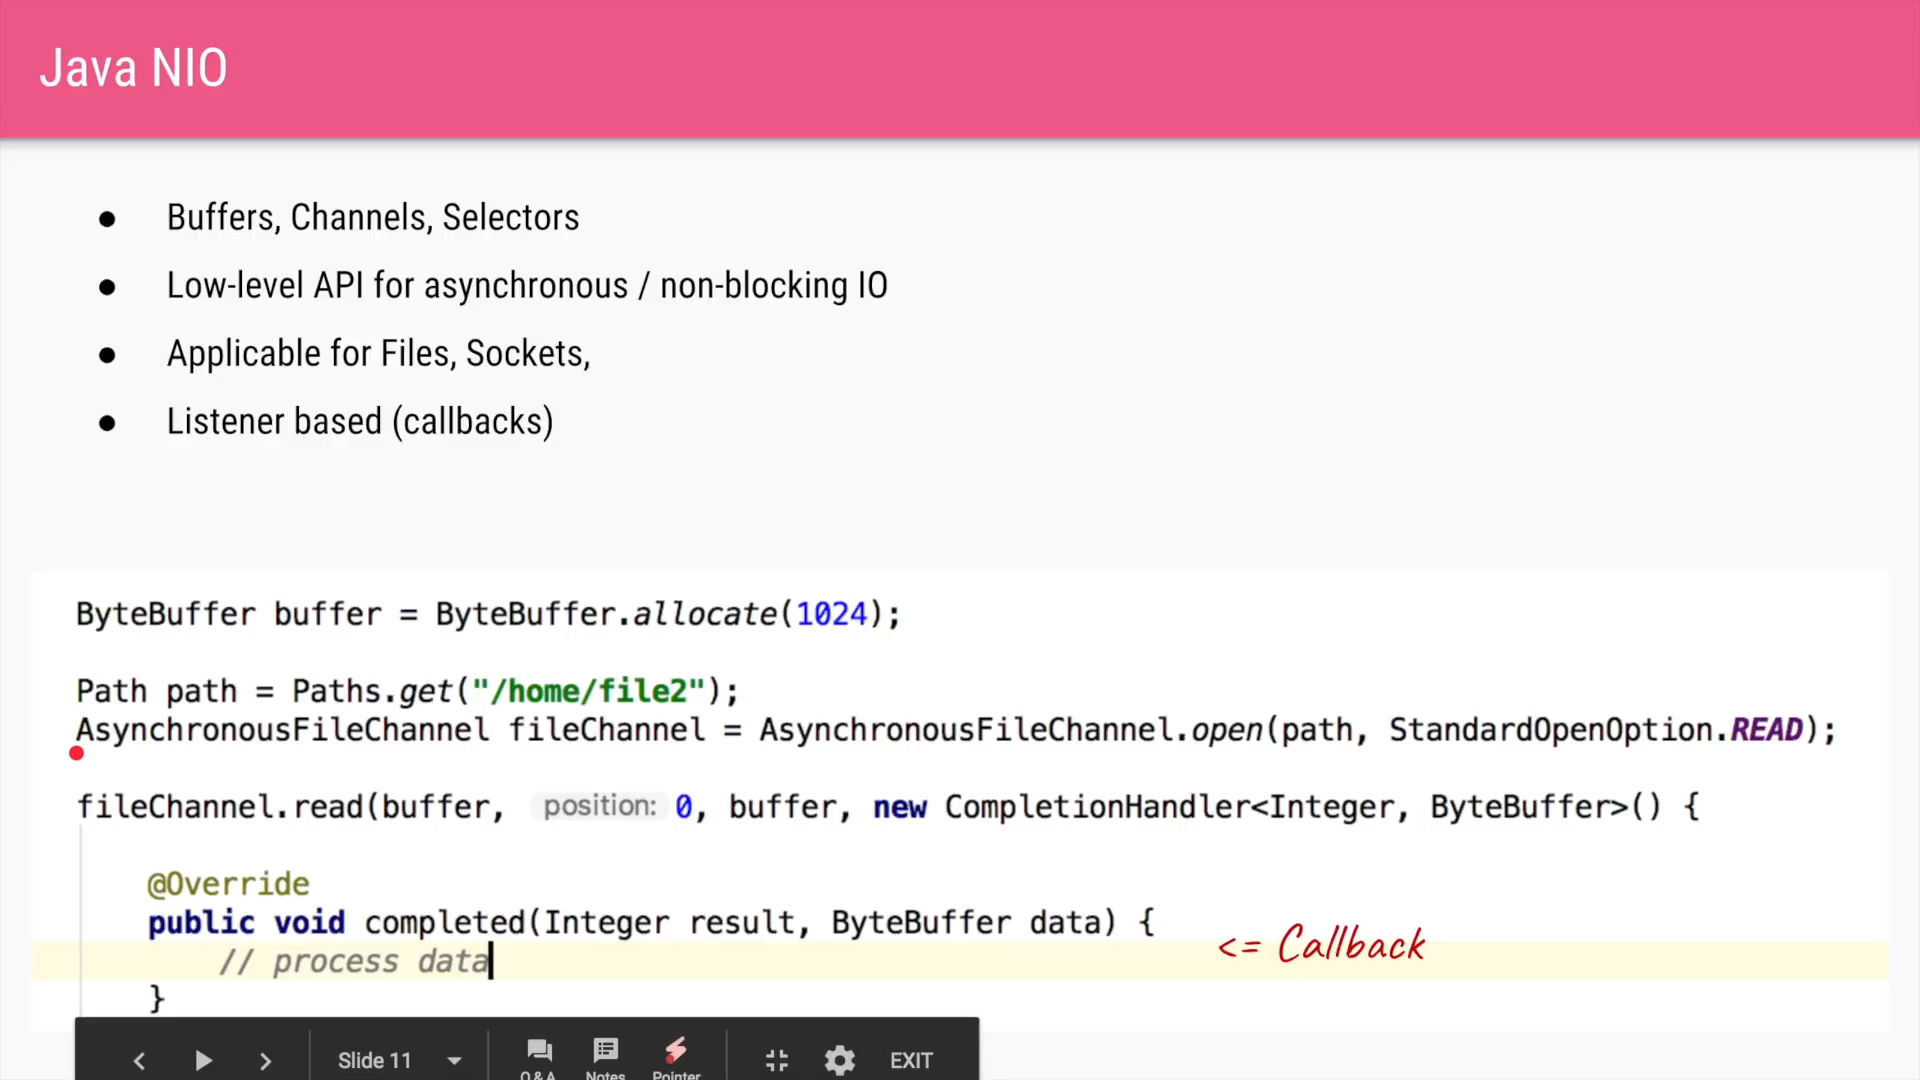 Java NIO
● Buffers, Channels, Selectors
● Low-level API for asynchronous / non-blocking IO
● Applicable for Files, Sockets,
● Listener based (callbacks)
ByteBuffer buffer = ByteBuffer.allocate(1024);
Path path = Paths.get("/home/file2");
AsynchronousFileChannel fileChannel = AsynchronousFileChannel.open(path, StandardOpenOption.READ);
fileChannel.read(buffer, position: 0, buffer, new CompletionHandler<Integer, ByteBuffer>() {
@Override
public void completed(Integer result, ByteBuffer data) {
// process data
<= Callback
}
Slide 11
Q & A
Notes
Pointer
EXIT